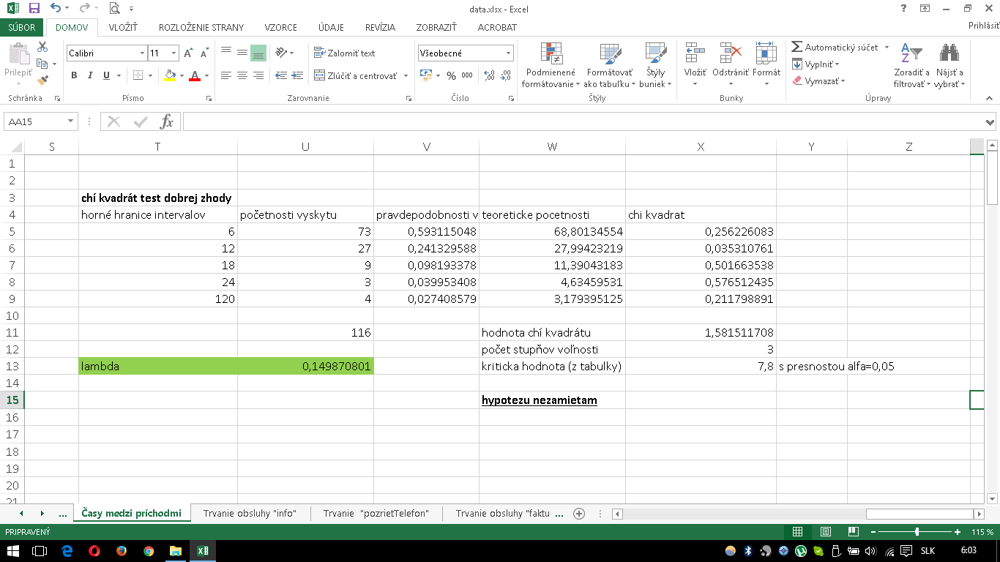 data.xlsx - Excel
SÚBOR DOMOV VLOŽIŤ ROZLOŽENIE STRANY VZORCE ÚDAJE REVÍZIA ZOBRAZIŤ ACROBAT Prihlásiť
Prilepiť
Schránka
Calibri 11
B I U
Písmo
Zalomiť text
Zlúčiť a centrovať
Zarovnanie
Všeobecné
% 000
Číslo
Podmienené formátovanie
Formátovať ako tabuľku
Štýly buniek
Štýly
Vložiť Odstrániť Formát
Bunky
Automatický súčet
Vyplniť
Vymazať
Zoradiť a filtrovať
Nájsť a vybrať
Úpravy
AA15 fx
S T U V W X Y Z
1
2
3 chí kvadrát test dobrej zhody
4 horné hranice intervalov početnosti vyskytu pravdepodobnosti v teoreticke pocetnosti chi kvadrat
5 6 73 0,593115048 68,80134554 0,256226083
6 12 27 0,241329588 27,99423219 0,035310761
7 18 9 0,098193378 11,39043183 0,501663538
8 24 3 0,039953408 4,63459531 0,576512435
9 120 4 0,027408579 3,179395125 0,211798891
10
11 116 hodnota chí kvadrátu 1,581511708
12 počet stupňov voľnosti 3
13 lambda 0,149870801 kriticka hodnota (z tabulky) 7,8 s presnostou alfa=0,05
14
15 hypotezu nezamietam
16
17
18
19
20
21
... Časy medzi príchodmi Trvanie obsluhy "info" Trvanie "pozrietTelefon" Trvanie obsluhy "faktu ...
PRIPRAVENÝ 115 %
SLK 6:03